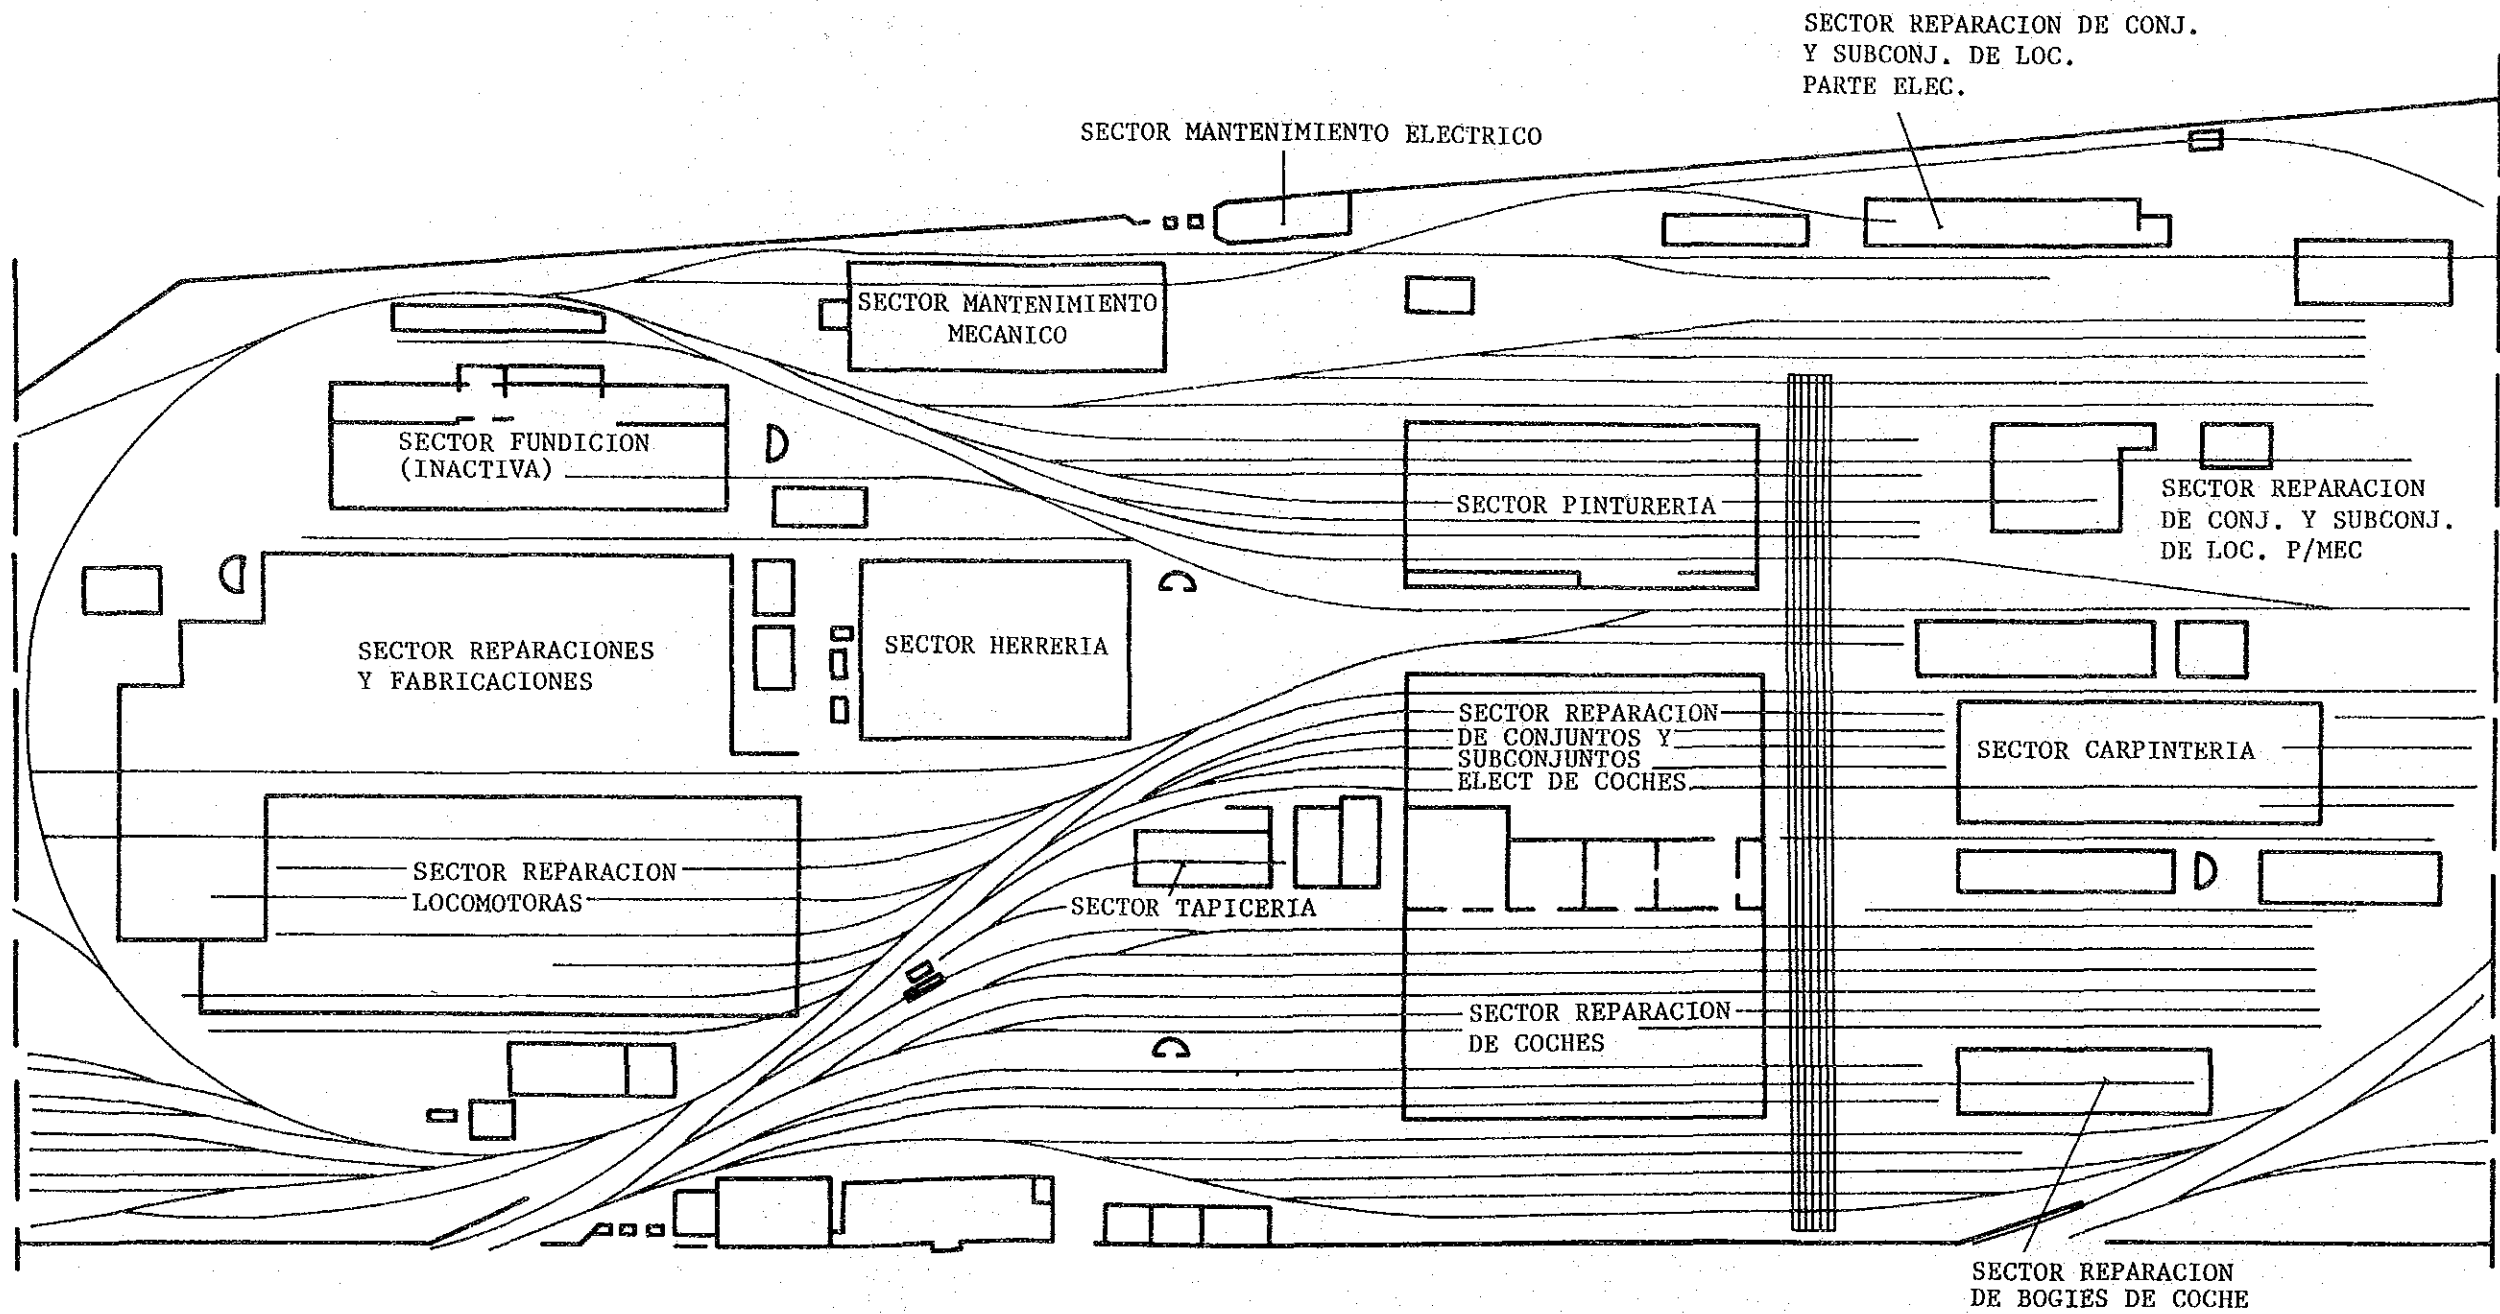 SECTOR REPARACION DE CONJ.
Y SUBCONJ. DE LOC.
PARTE ELEC.
SECTOR MANTENIMIENTO ELECTRICO
SECTOR MANTENIMIENTO
MECANICO
SECTOR FUNDICION
(INACTIVA)
SECTOR PINTURERIA
SECTOR REPARACION
DE CONJ. Y SUBCONJ.
DE LOC. P/MEC
SECTOR REPARACIONES
Y FABRICACIONES
SECTOR HERRERIA
SECTOR REPARACION
DE CONJUNTOS Y
SUBCONJUNTOS
ELECT DE COCHES
SECTOR CARPINTERIA
SECTOR REPARACION
LOCOMOTORAS
SECTOR TAPICERIA
SECTOR REPARACION
DE COCHES
SECTOR REPARACION
DE BOGIES DE COCHE